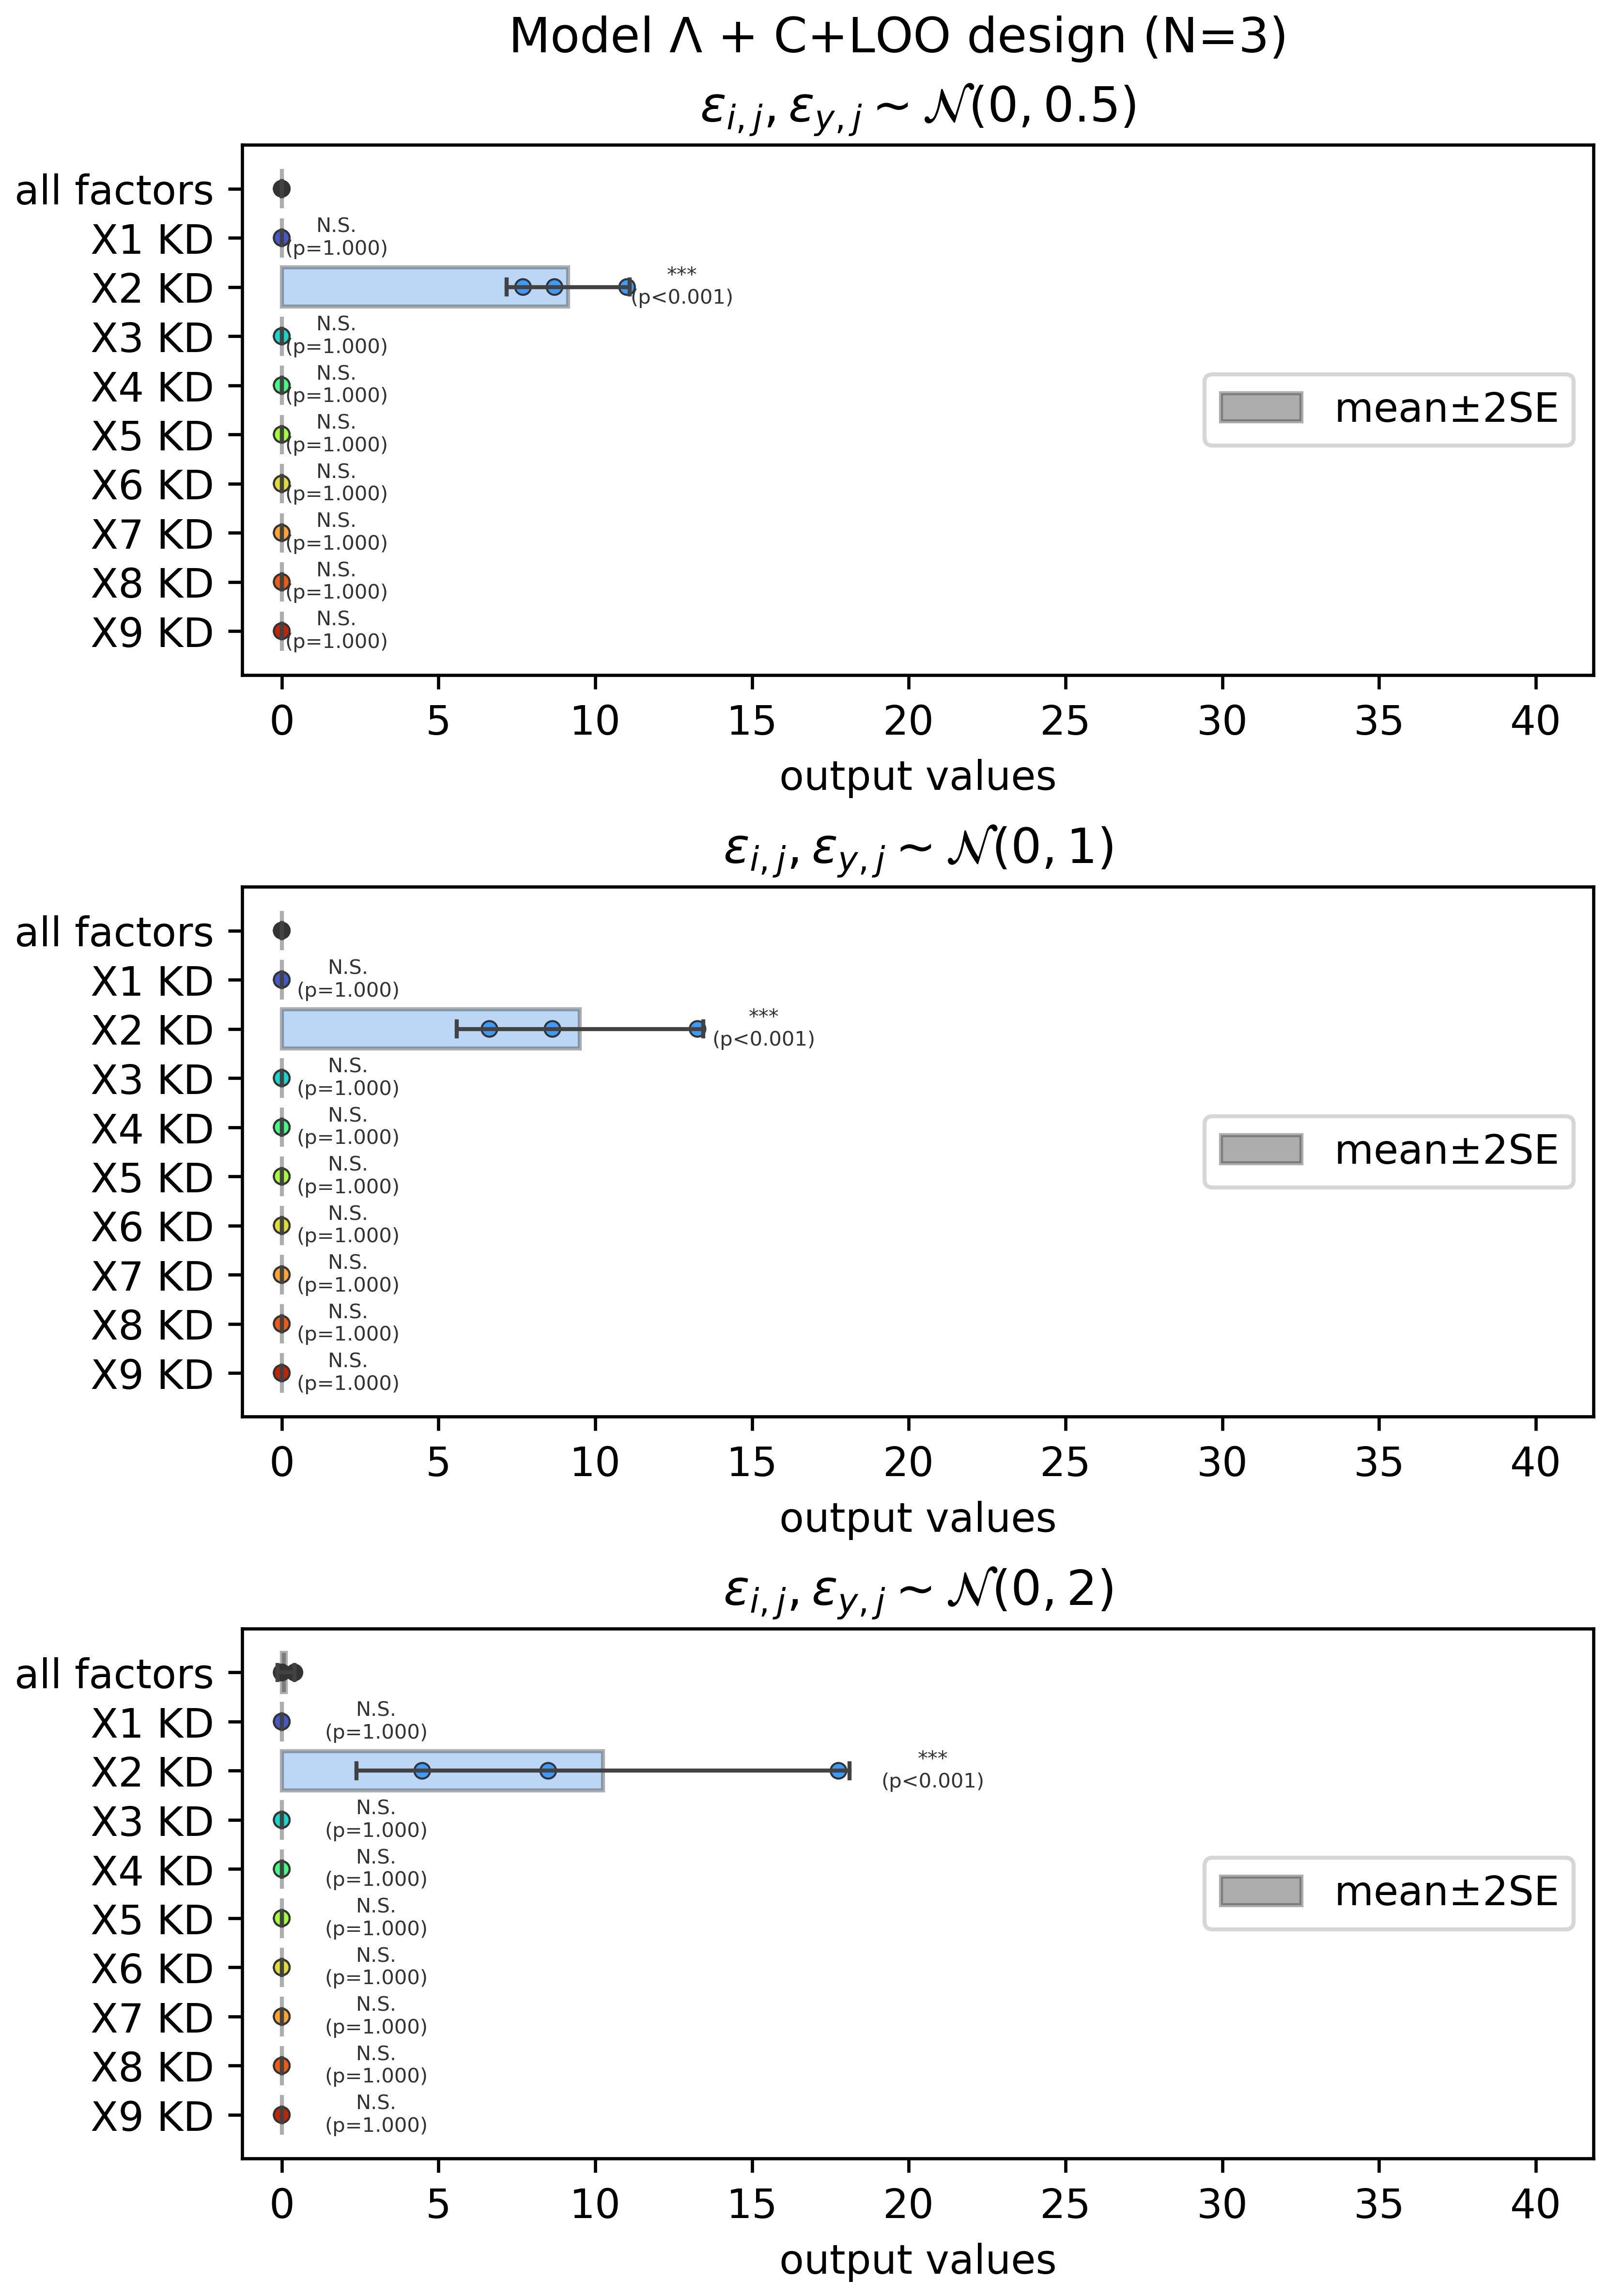 Model Λ + C+LOO design (N=3)
ε_{i,j}, ε_{y,j} ~ 𝒩(0, 0.5)
all factors
X1 KD
N.S.
(p=1.000)
X2 KD
***
(p<0.001)
X3 KD
N.S.
(p=1.000)
X4 KD
N.S.
(p=1.000)
X5 KD
N.S.
(p=1.000)
X6 KD
N.S.
(p=1.000)
X7 KD
N.S.
(p=1.000)
X8 KD
N.S.
(p=1.000)
X9 KD
N.S.
(p=1.000)
mean±2SE
0 5 10 15 20 25 30 35 40
output values
ε_{i,j}, ε_{y,j} ~ 𝒩(0, 1)
all factors
X1 KD
N.S.
(p=1.000)
X2 KD
***
(p<0.001)
X3 KD
N.S.
(p=1.000)
X4 KD
N.S.
(p=1.000)
X5 KD
N.S.
(p=1.000)
X6 KD
N.S.
(p=1.000)
X7 KD
N.S.
(p=1.000)
X8 KD
N.S.
(p=1.000)
X9 KD
N.S.
(p=1.000)
mean±2SE
0 5 10 15 20 25 30 35 40
output values
ε_{i,j}, ε_{y,j} ~ 𝒩(0, 2)
all factors
X1 KD
N.S.
(p=1.000)
X2 KD
***
(p<0.001)
X3 KD
N.S.
(p=1.000)
X4 KD
N.S.
(p=1.000)
X5 KD
N.S.
(p=1.000)
X6 KD
N.S.
(p=1.000)
X7 KD
N.S.
(p=1.000)
X8 KD
N.S.
(p=1.000)
X9 KD
N.S.
(p=1.000)
mean±2SE
0 5 10 15 20 25 30 35 40
output values